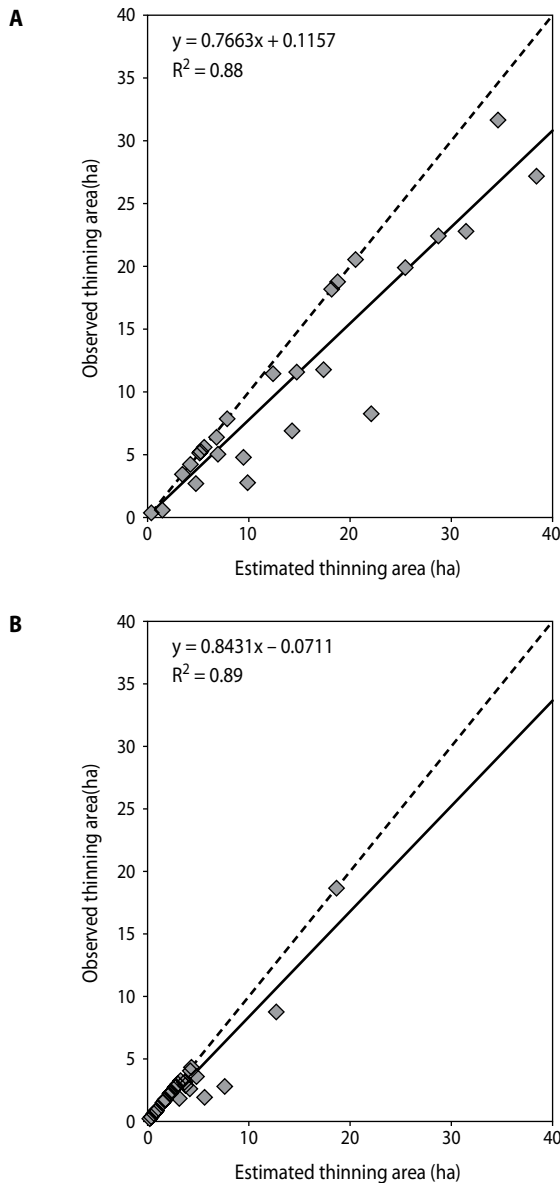 A
y = 0.7663x + 0.1157
R² = 0.88
40
35
30
25
20
15
10
5
0
Observed thinning area(ha)
0 10 20 30 40
Estimated thinning area (ha)
B
y = 0.8431x – 0.0711
R² = 0.89
40
35
30
25
20
15
10
5
0
Observed thinning area(ha)
0 10 20 30 40
Estimated thinning area (ha)